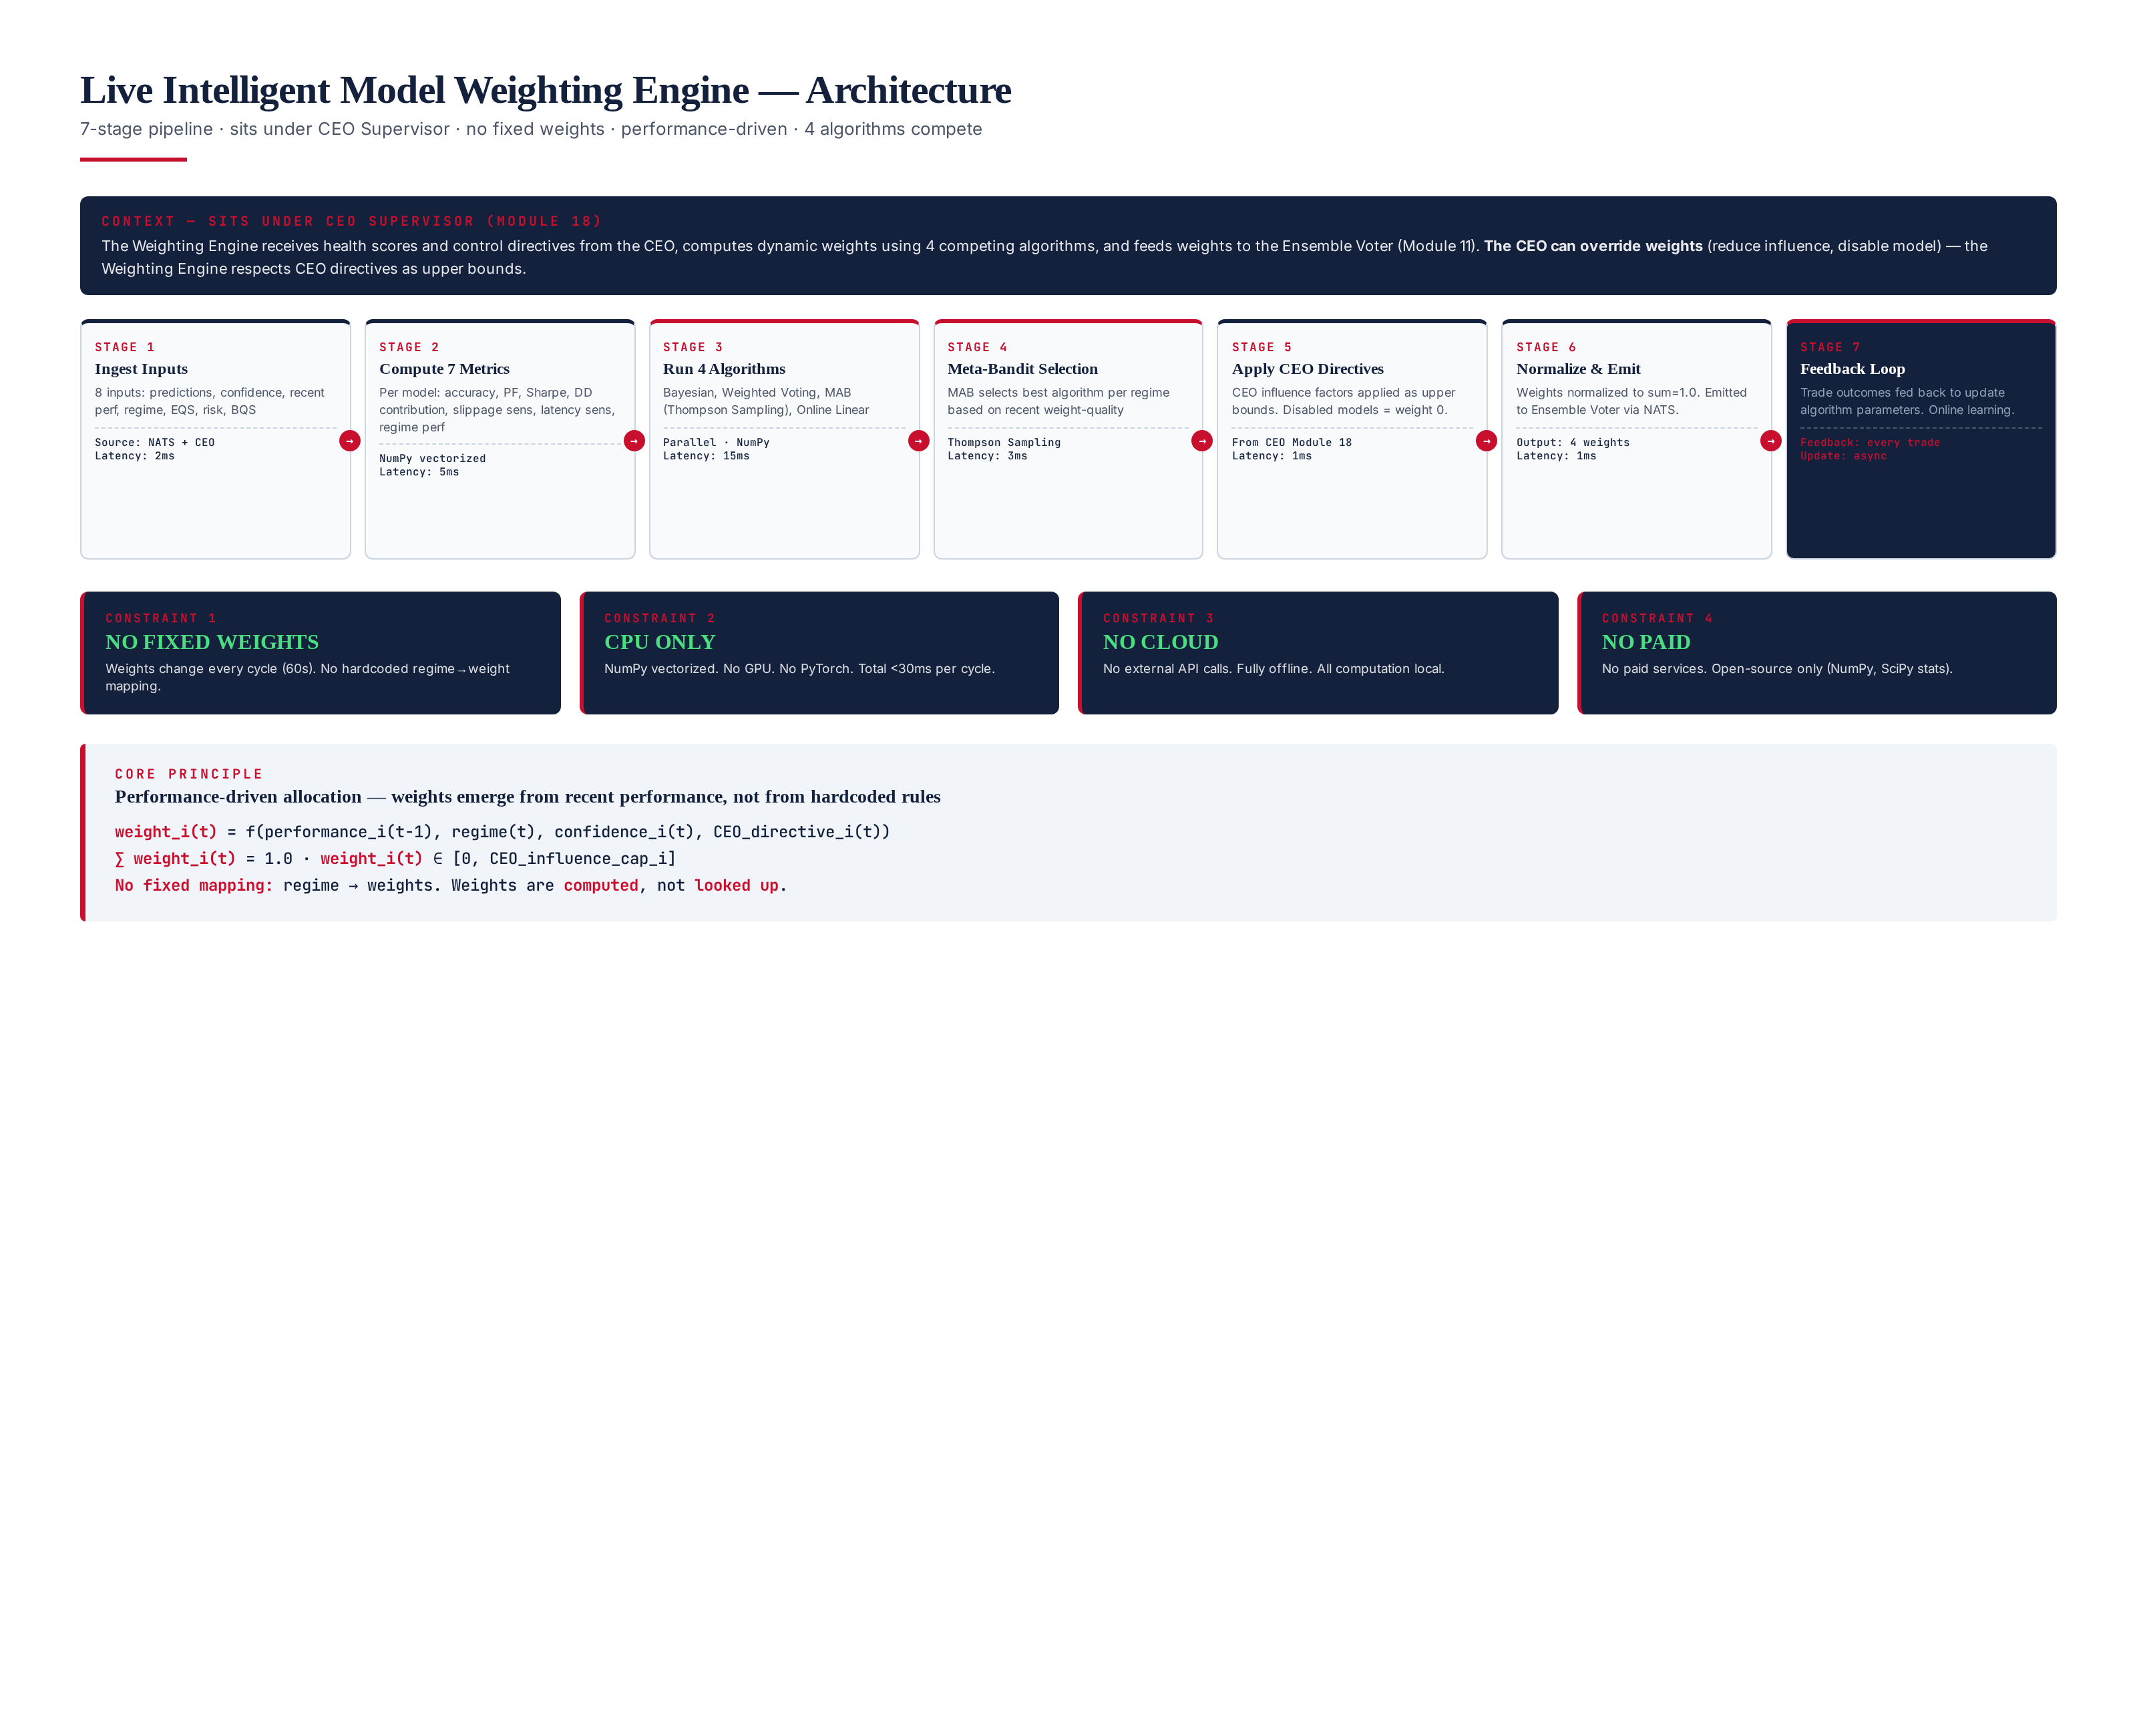 Live Intelligent Model Weighting Engine — Architecture
7-stage pipeline · sits under CEO Supervisor · no fixed weights · performance-driven · 4 algorithms compete
CONTEXT — SITS UNDER CEO SUPERVISOR (MODULE 18)
The Weighting Engine receives health scores and control directives from the CEO, computes dynamic weights using 4 competing algorithms, and feeds weights to the Ensemble Voter (Module 11). The CEO can override weights (reduce influence, disable model) — the
Weighting Engine respects CEO directives as upper bounds.
STAGE 1
Ingest Inputs
8 inputs: predictions, confidence, recent
perf, regime, EQS, risk, BQS
Source: NATS + CEO
Latency: 2ms
→
STAGE 2
Compute 7 Metrics
Per model: accuracy, PF, Sharpe, DD
contribution, slippage sens, latency sens,
regime perf
NumPy vectorized
Latency: 5ms
→
STAGE 3
Run 4 Algorithms
Bayesian, Weighted Voting, MAB
(Thompson Sampling), Online Linear
Parallel · NumPy
Latency: 15ms
→
STAGE 4
Meta-Bandit Selection
MAB selects best algorithm per regime
based on recent weight-quality
Thompson Sampling
Latency: 3ms
→
STAGE 5
Apply CEO Directives
CEO influence factors applied as upper
bounds. Disabled models = weight 0.
From CEO Module 18
Latency: 1ms
→
STAGE 6
Normalize & Emit
Weights normalized to sum=1.0. Emitted
to Ensemble Voter via NATS.
Output: 4 weights
Latency: 1ms
→
STAGE 7
Feedback Loop
Trade outcomes fed back to update
algorithm parameters. Online learning.
Feedback: every trade
Update: async
CONSTRAINT 1
NO FIXED WEIGHTS
Weights change every cycle (60s). No hardcoded regime→weight
mapping.
CONSTRAINT 2
CPU ONLY
NumPy vectorized. No GPU. No PyTorch. Total <30ms per cycle.
CONSTRAINT 3
NO CLOUD
No external API calls. Fully offline. All computation local.
CONSTRAINT 4
NO PAID
No paid services. Open-source only (NumPy, SciPy stats).
CORE PRINCIPLE
Performance-driven allocation — weights emerge from recent performance, not from hardcoded rules
weight_i(t) = f(performance_i(t-1), regime(t), confidence_i(t), CEO_directive_i(t))
∑ weight_i(t) = 1.0 · weight_i(t) ∈ [0, CEO_influence_cap_i]
No fixed mapping: regime → weights. Weights are computed, not looked up.